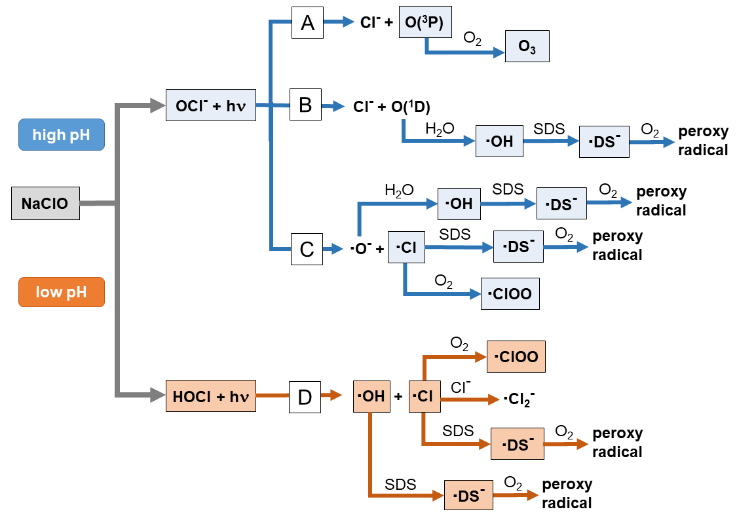 A
Cl⁻ +
O(³P)
O₂
O₃
OCl⁻ + hν
B
Cl⁻ + O(¹D)
H₂O
·OH
SDS
·DS⁻
O₂
peroxy
radical
high pH
NaClO
low pH
H₂O
·OH
SDS
·DS⁻
O₂
peroxy
radical
C
·O⁻ +
·Cl
SDS
·DS⁻
O₂
peroxy
radical
O₂
·ClOO
HOCl + hν
D
·OH
+
·Cl
O₂
·ClOO
Cl⁻
·Cl₂⁻
SDS
·DS⁻
O₂
peroxy
radical
SDS
·DS⁻
O₂
peroxy
radical